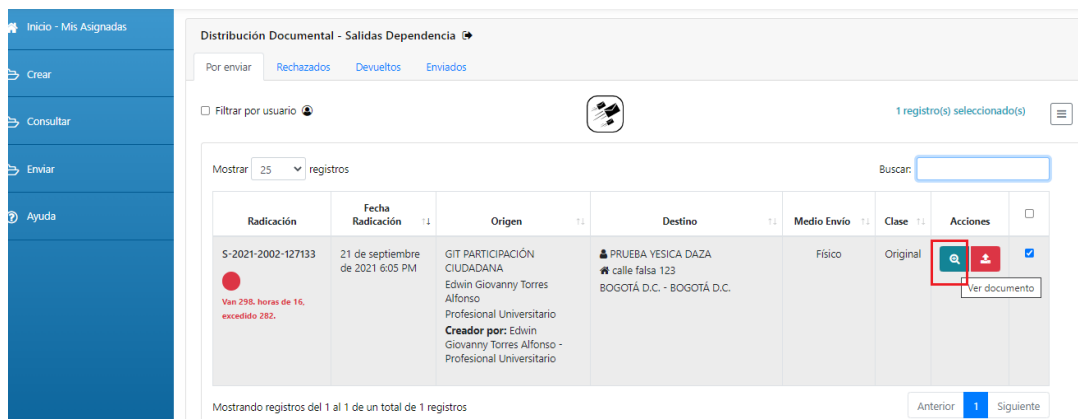 Inicio - Mis Asignadas
Crear
Consultar
Enviar
Ayuda
Distribución Documental - Salidas Dependencia
Por enviar Rechazados Devueltos Enviados
Filtrar por usuario
1 registro(s) seleccionado(s)
Mostrar 25 registros
Buscar:
Radicación Fecha Radicación Origen Destino Medio Envío Clase Acciones
S-2021-2002-127133
Van 298. horas de 16,
excedido 282.
21 de septiembre
de 2021 6:05 PM
GIT PARTICIPACIÓN
CIUDADANA
Edwin Giovanny Torres
Alfonso
Profesional Universitario
Creador por: Edwin
Giovanny Torres Alfonso -
Profesional Universitario
PRUEBA YESICA DAZA
calle falsa 123
BOGOTÁ D.C. - BOGOTÁ D.C.
Físico
Original
Ver documento
Mostrando registros del 1 al 1 de un total de 1 registros
Anterior 1 Siguiente